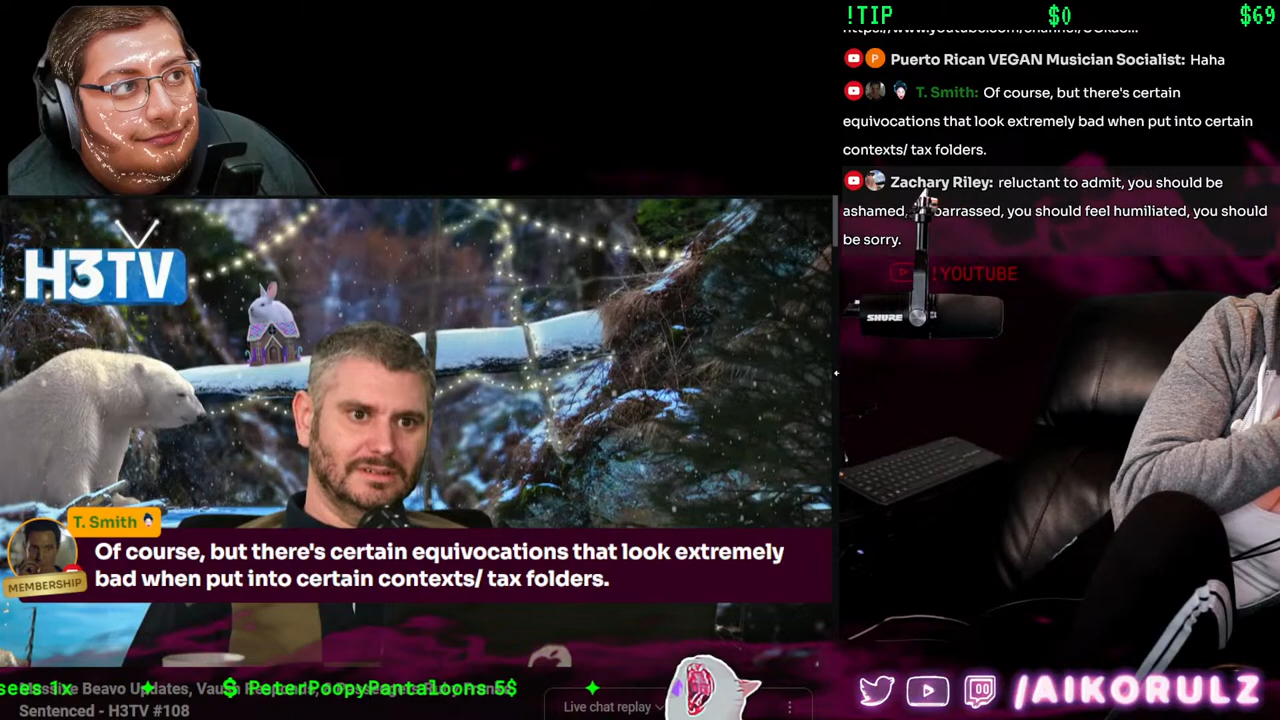 !TIP $0 $69
Puerto Rican VEGAN Musician Socialist: Haha
T. Smith: Of course, but there's certain
equivocations that look extremely bad when put into certain
contexts/ tax folders.
Zachary Riley: reluctant to admit, you should be
ashamed, you should feel humiliated, you should
be sorry.
!YOUTUBE
SHURE
H3TV
T. Smith
MEMBERSHIP
Of course, but there's certain equivocations that look extremely
bad when put into certain contexts/ tax folders.
1x $ PeterPoopyPantaloons 5$
Beavo Updates,
Sentenced - H3TV #108
Live chat replay
/AIKORULZ